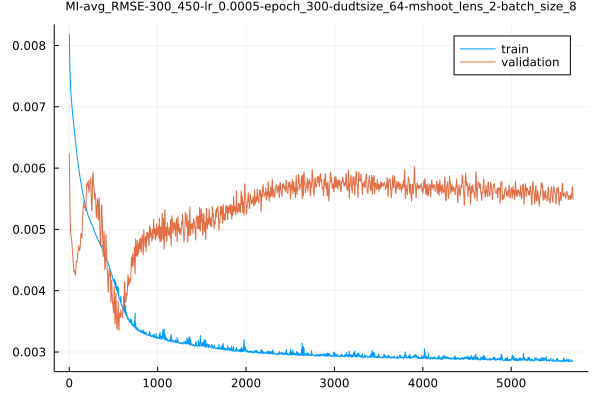 MI-avg_RMSE-300_450-lr_0.0005-epoch_300-dudtsize_64-mshoot_lens_2-batch_size_8
train
validation
0.008
0.007
0.006
0.005
0.004
0.003
0 1000 2000 3000 4000 5000